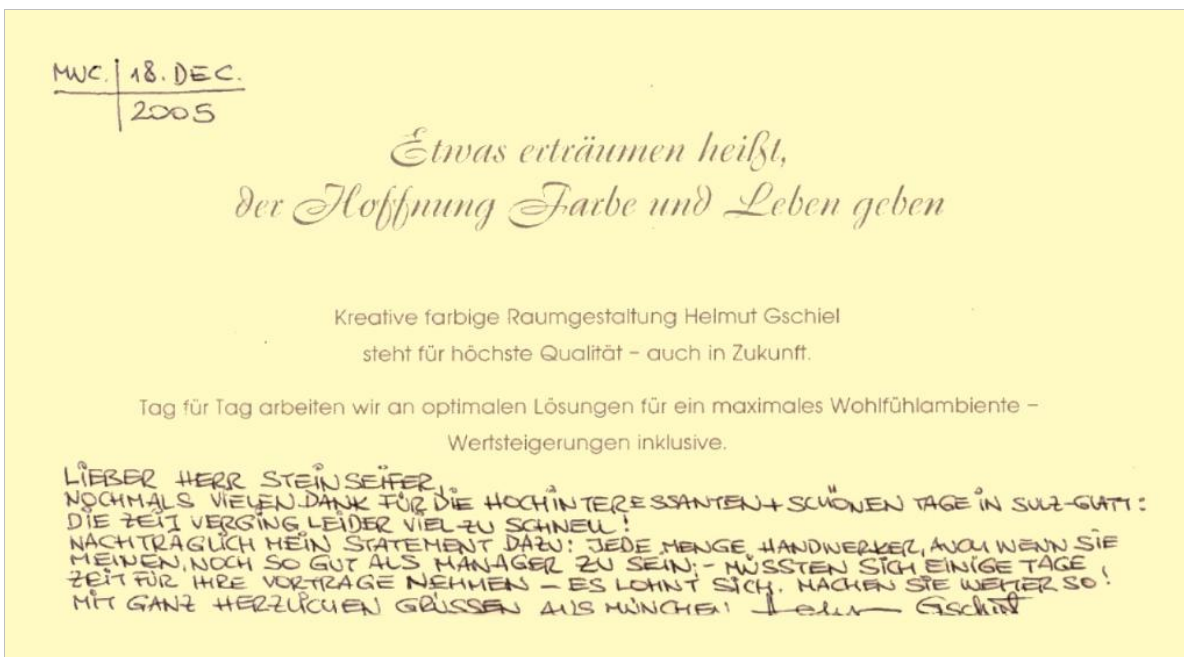 MUC. 18. DEC.
2005
Etwas erträumen heißt,
der Hoffnung Farbe und Leben geben
Kreative farbige Raumgestaltung Helmut Gschiel
steht für höchste Qualität – auch in Zukunft.
Tag für Tag arbeiten wir an optimalen Lösungen für ein maximales Wohlfühlambiente –
Wertsteigerungen inklusive.
LIEBER HERR STEINSEIFER,
NOCHMALS VIELEN DANK FÜR DIE HOCHINTERESSANTEN + SCHÖNEN TAGE IN SULZ-GLATT:
DIE ZEIT VERGING LEIDER VIEL ZU SCHNELL!
NACHTRÄGLICH MEIN STATEMENT DAZU: JEDE MENGE HANDWERKER, AUCH WENN SIE
MEINEN, NOCH SO GUT ALS MANAGER ZU SEIN, – MÜSSTEN SICH EINIGE TAGE
ZEIT FÜR IHRE VORTRÄGE NEHMEN – ES LOHNT SICH. MACHEN SIE WEITER SO!
MIT GANZ HERZLICHEN GRÜSSEN AUS MÜNCHEN! Gschiel